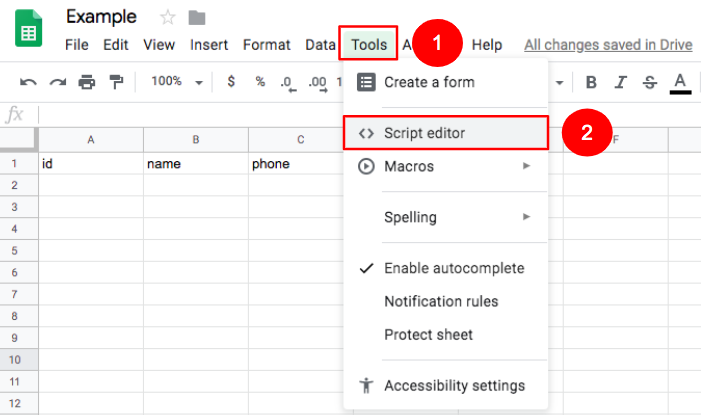 Example
File Edit View Insert Format Data Tools A 1 Help All changes saved in Drive
100% $ % .0 .00 1 B I S A
Create a form
fx
Script editor 2
A B C F
1 id name phone
Macros
2
3
Spelling
4
5
Enable autocomplete
6
Notification rules
7
8
Protect sheet
9
10
Accessibility settings
11
12